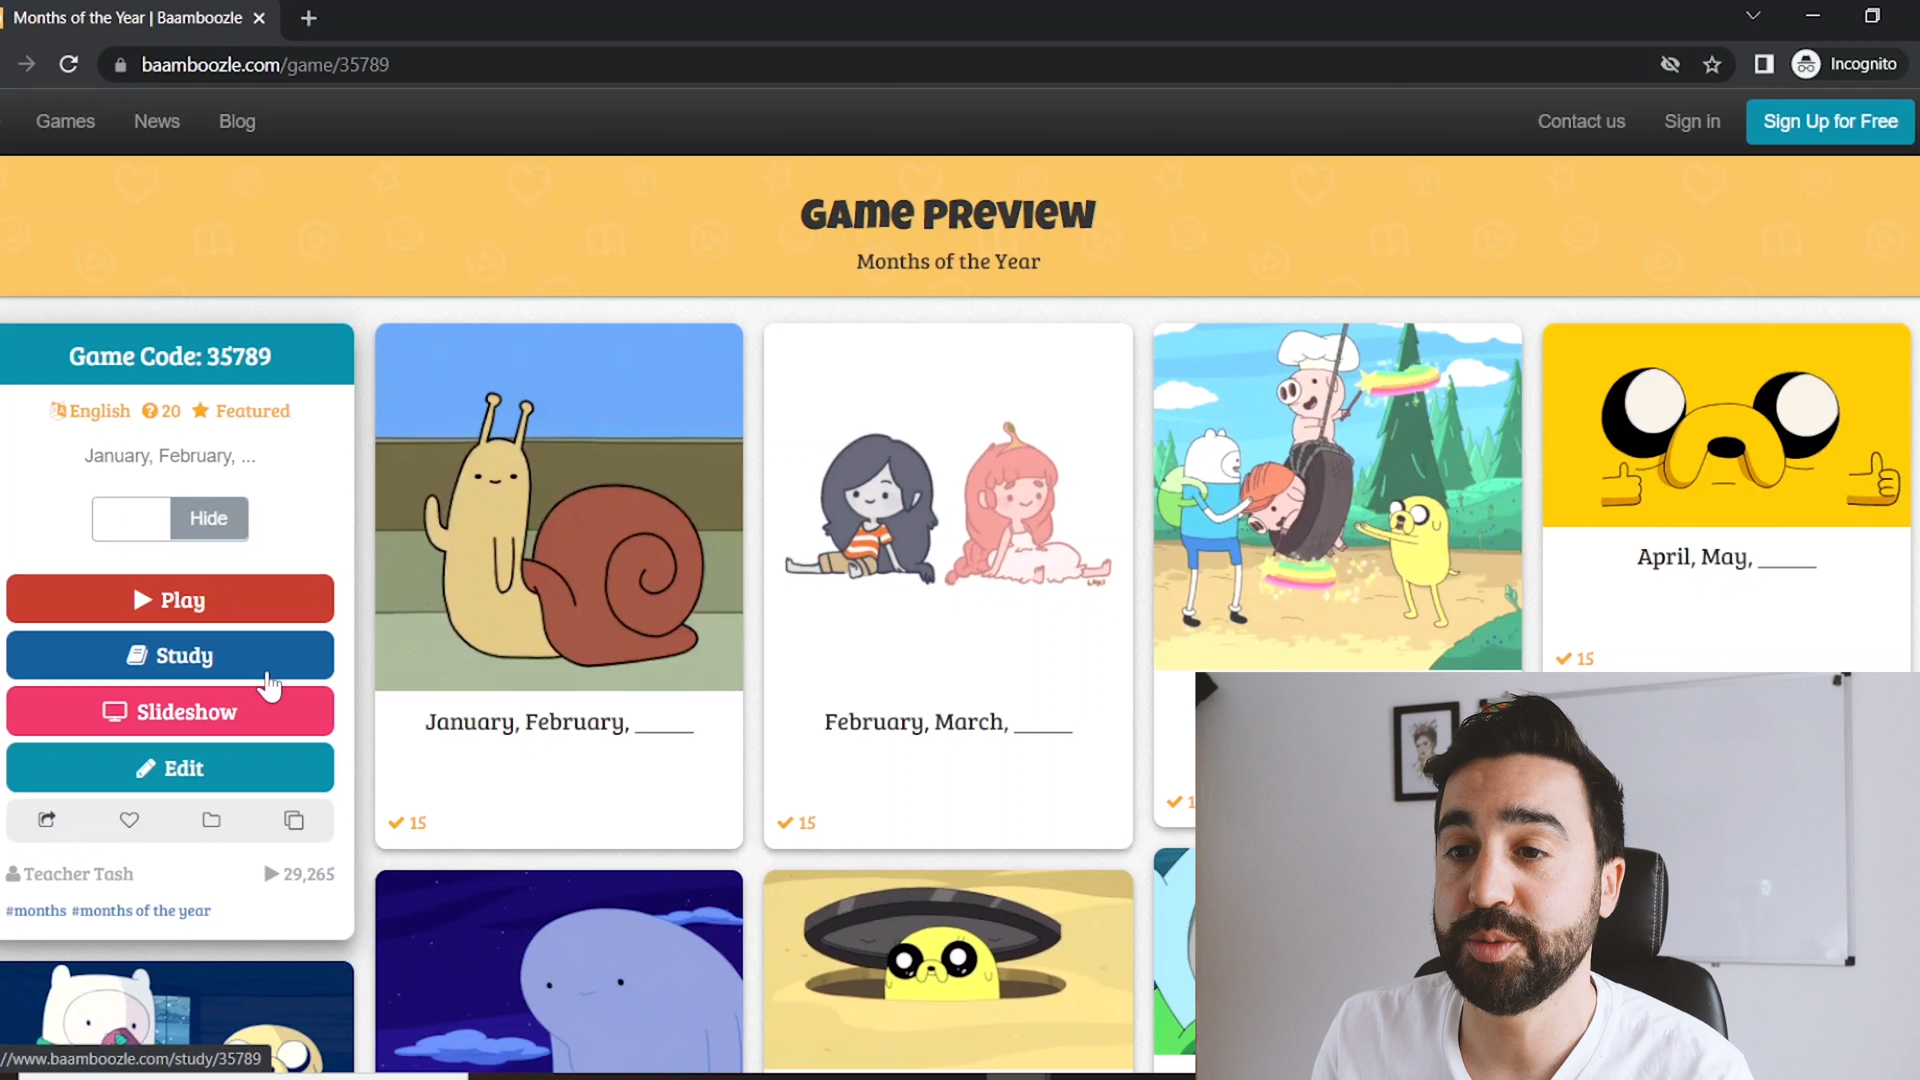 Months of the Year | Baamboozle
baamboozle.com/game/35789
Incognito
Games
News
Blog
Contact us
Sign in
Sign Up for Free
Game Preview
Months of the Year
Game Code: 35789
English 20 Featured
January, February, ...
Hide
Play
Study
Slideshow
Edit
Teacher Tash
29,265
#months #months of the year
January, February, _____
15
February, March, _____
15
April, May, _____
15
//www.baamboozle.com/study/35789